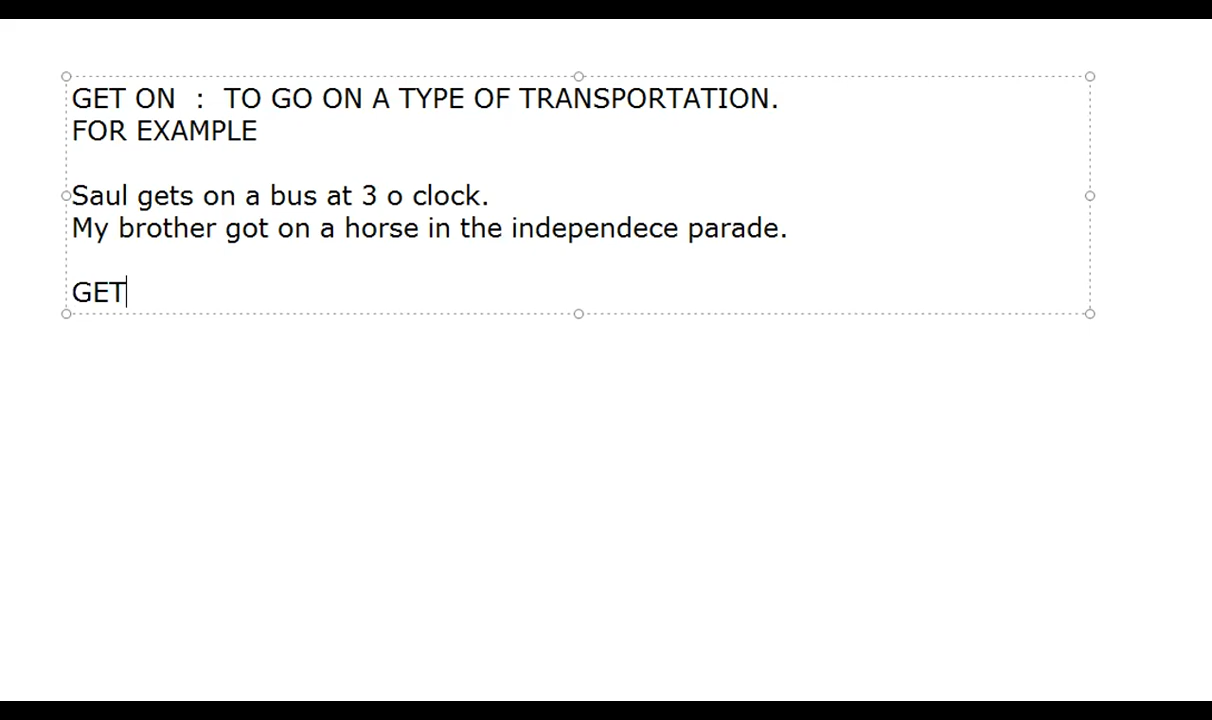 GET ON : TO GO ON A TYPE OF TRANSPORTATION.
FOR EXAMPLE
Saul gets on a bus at 3 o clock.
My brother got on a horse in the independece parade.
GET